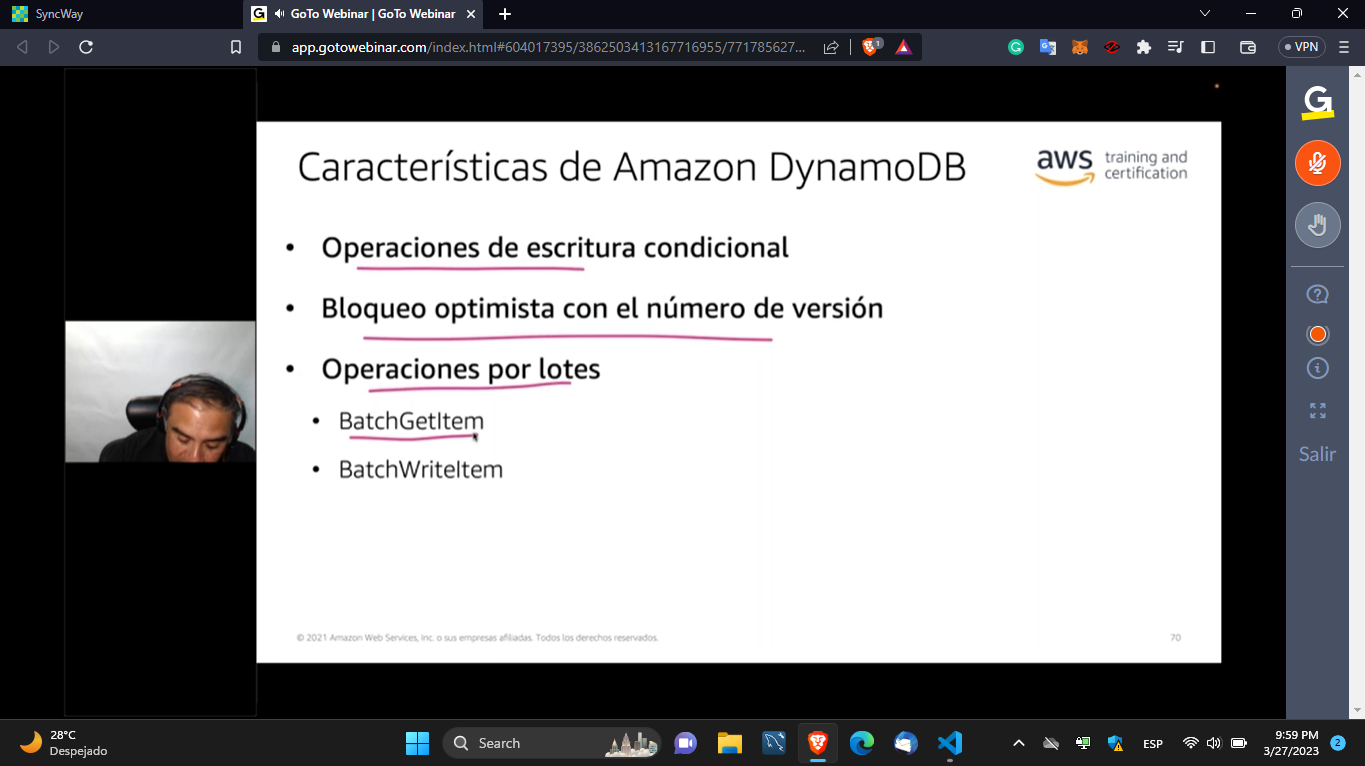 SyncWay
GoTo Webinar | GoTo Webinar
app.gotowebinar.com/index.html#604017395/3862503413167716955/771785627...
1
VPN
G
Características de Amazon DynamoDB
aws training and certification
• Operaciones de escritura condicional
• Bloqueo optimista con el número de versión
• Operaciones por lotes
• BatchGetItem
• BatchWriteItem
© 2021 Amazon Web Services, Inc. o sus empresas afiliadas. Todos los derechos reservados.
70
Salir
28°C
Despejado
Search
ESP
9:59 PM
3/27/2023
2